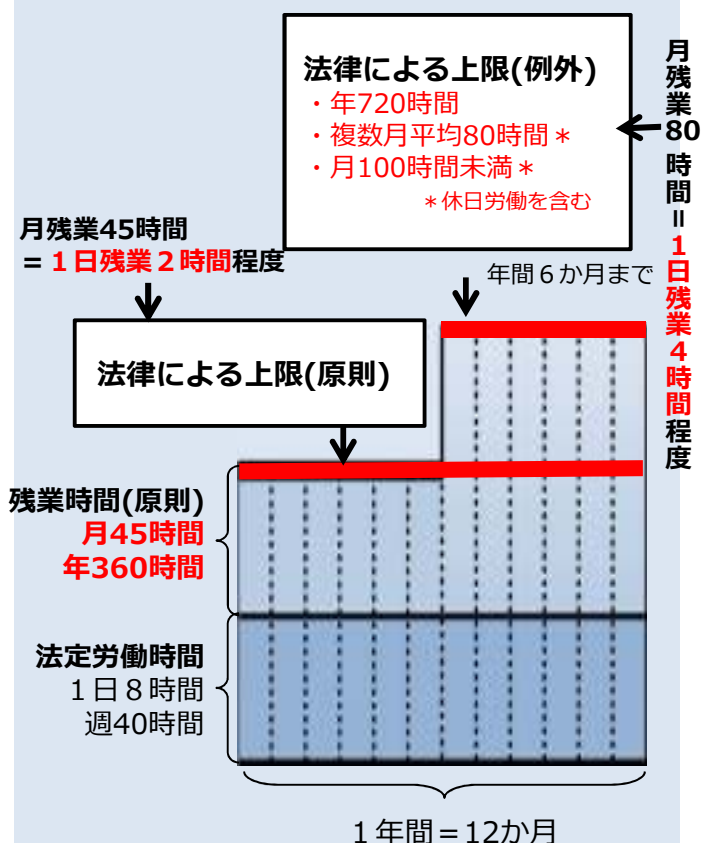 法律による上限(例外)
・年720時間
・複数月平均80時間＊
・月100時間未満＊
＊休日労働を含む
月残業80時間＝１日残業４時間程度
月残業45時間
=１日残業２時間程度
年間６か月まで
法律による上限(原則)
残業時間(原則)
月45時間
年360時間
法定労働時間
１日８時間
週40時間
１年間＝12か月